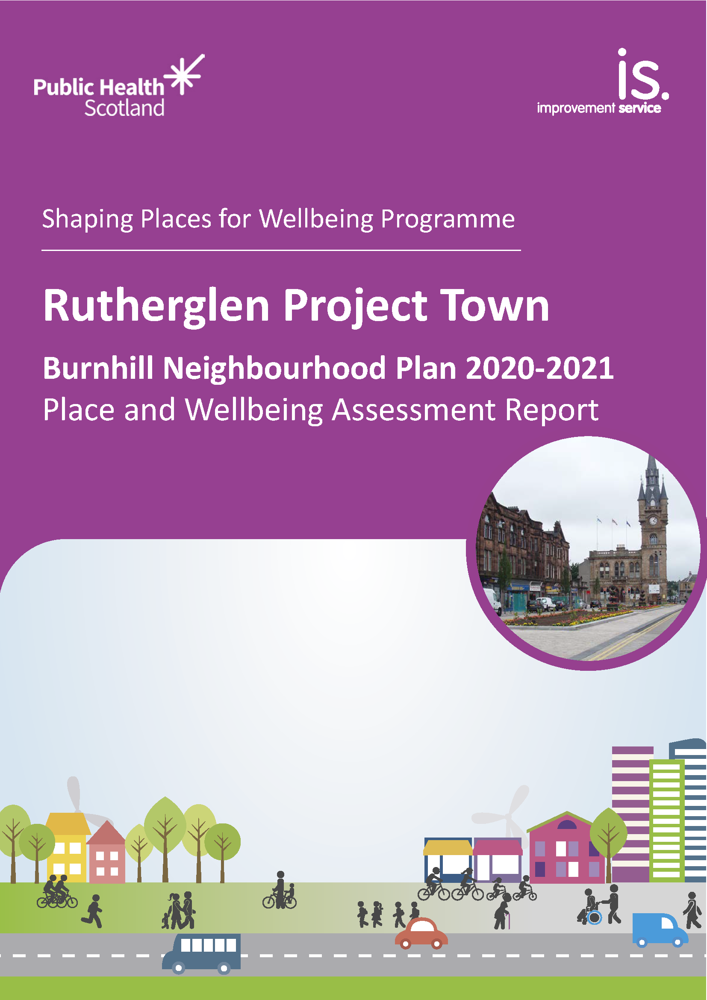 Public Health
Scotland
is.
improvement service
Shaping Places for Wellbeing Programme
Rutherglen Project Town
Burnhill Neighbourhood Plan 2020-2021
Place and Wellbeing Assessment Report